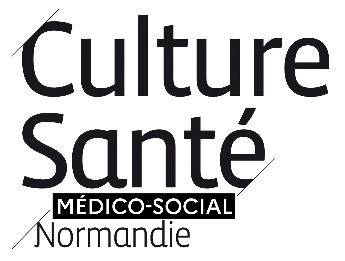 Culture
Santé
MÉDICO-SOCIAL
Normandie